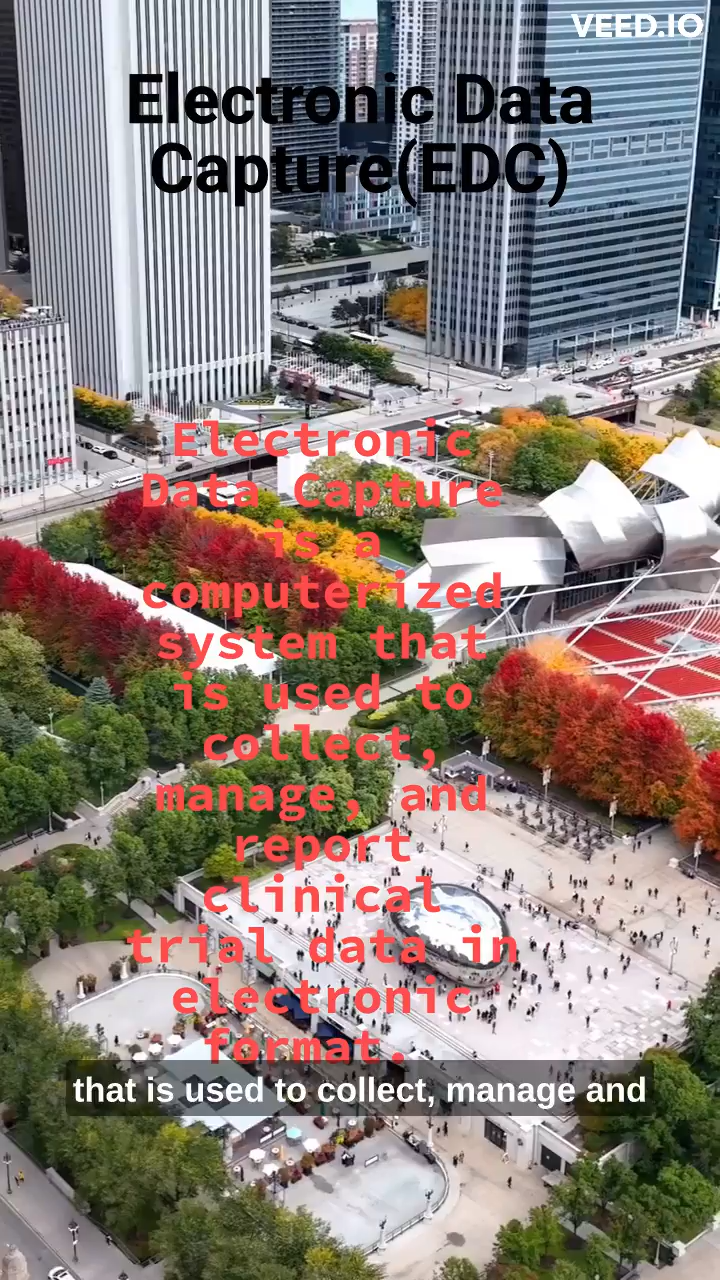 VEED.IO
Electronic Data
Capture(EDC)
Electronic
Data Capture
is a
computerized
system that
is used to
collect,
manage, and
report
clinical
trial data in
electronic
format.
that is used to collect, manage and